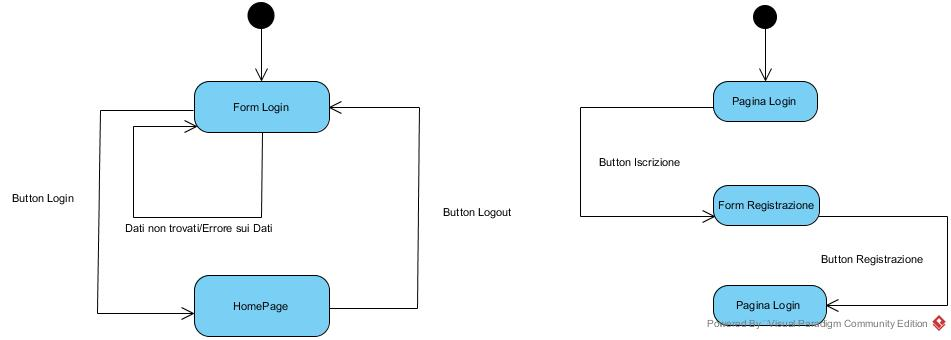 Form Login
Button Login
Dati non trovati/Errore sui Dati
Button Logout
HomePage
Pagina Login
Button Iscrizione
Form Registrazione
Button Registrazione
Pagina Login
Powered By Visual Paradigm Community Edition